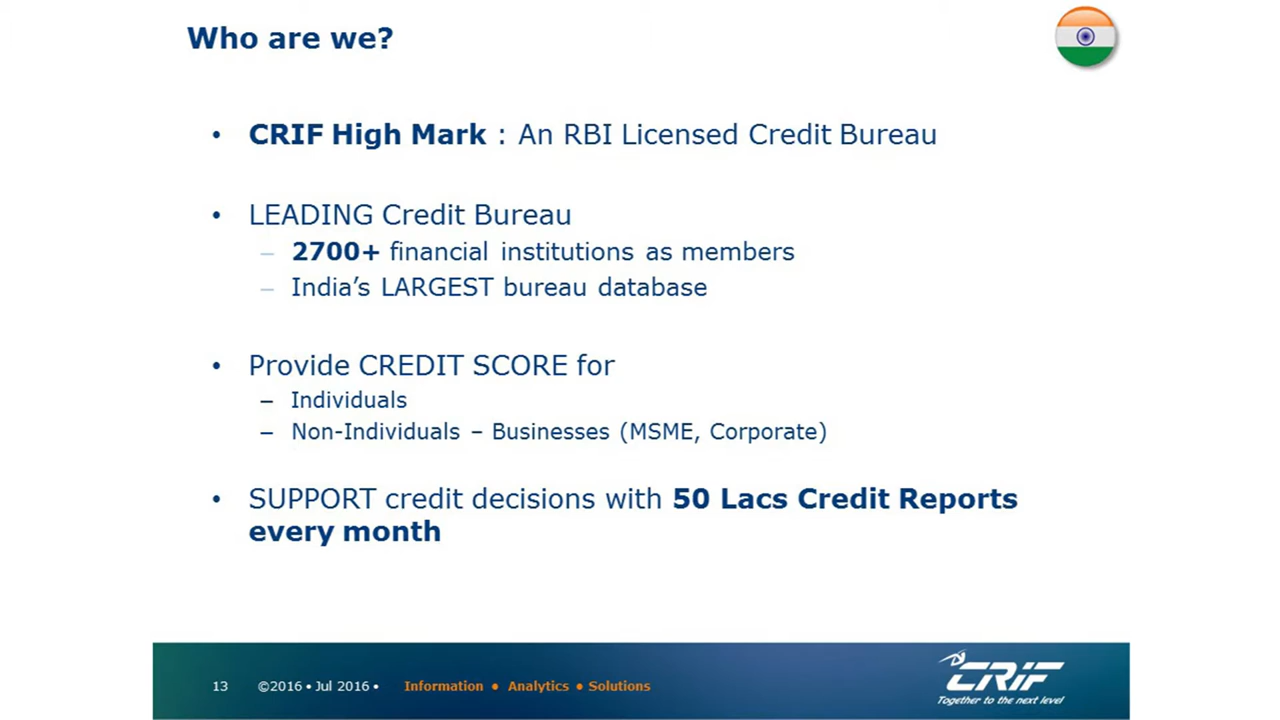 Who are we?
• CRIF High Mark : An RBI Licensed Credit Bureau
• LEADING Credit Bureau
– 2700+ financial institutions as members
– India’s LARGEST bureau database
• Provide CREDIT SCORE for
– Individuals
– Non-Individuals – Businesses (MSME, Corporate)
• SUPPORT credit decisions with 50 Lacs Credit Reports
every month
13 ©2016 • Jul 2016 • Information • Analytics • Solutions
CRIF
Together to the next level